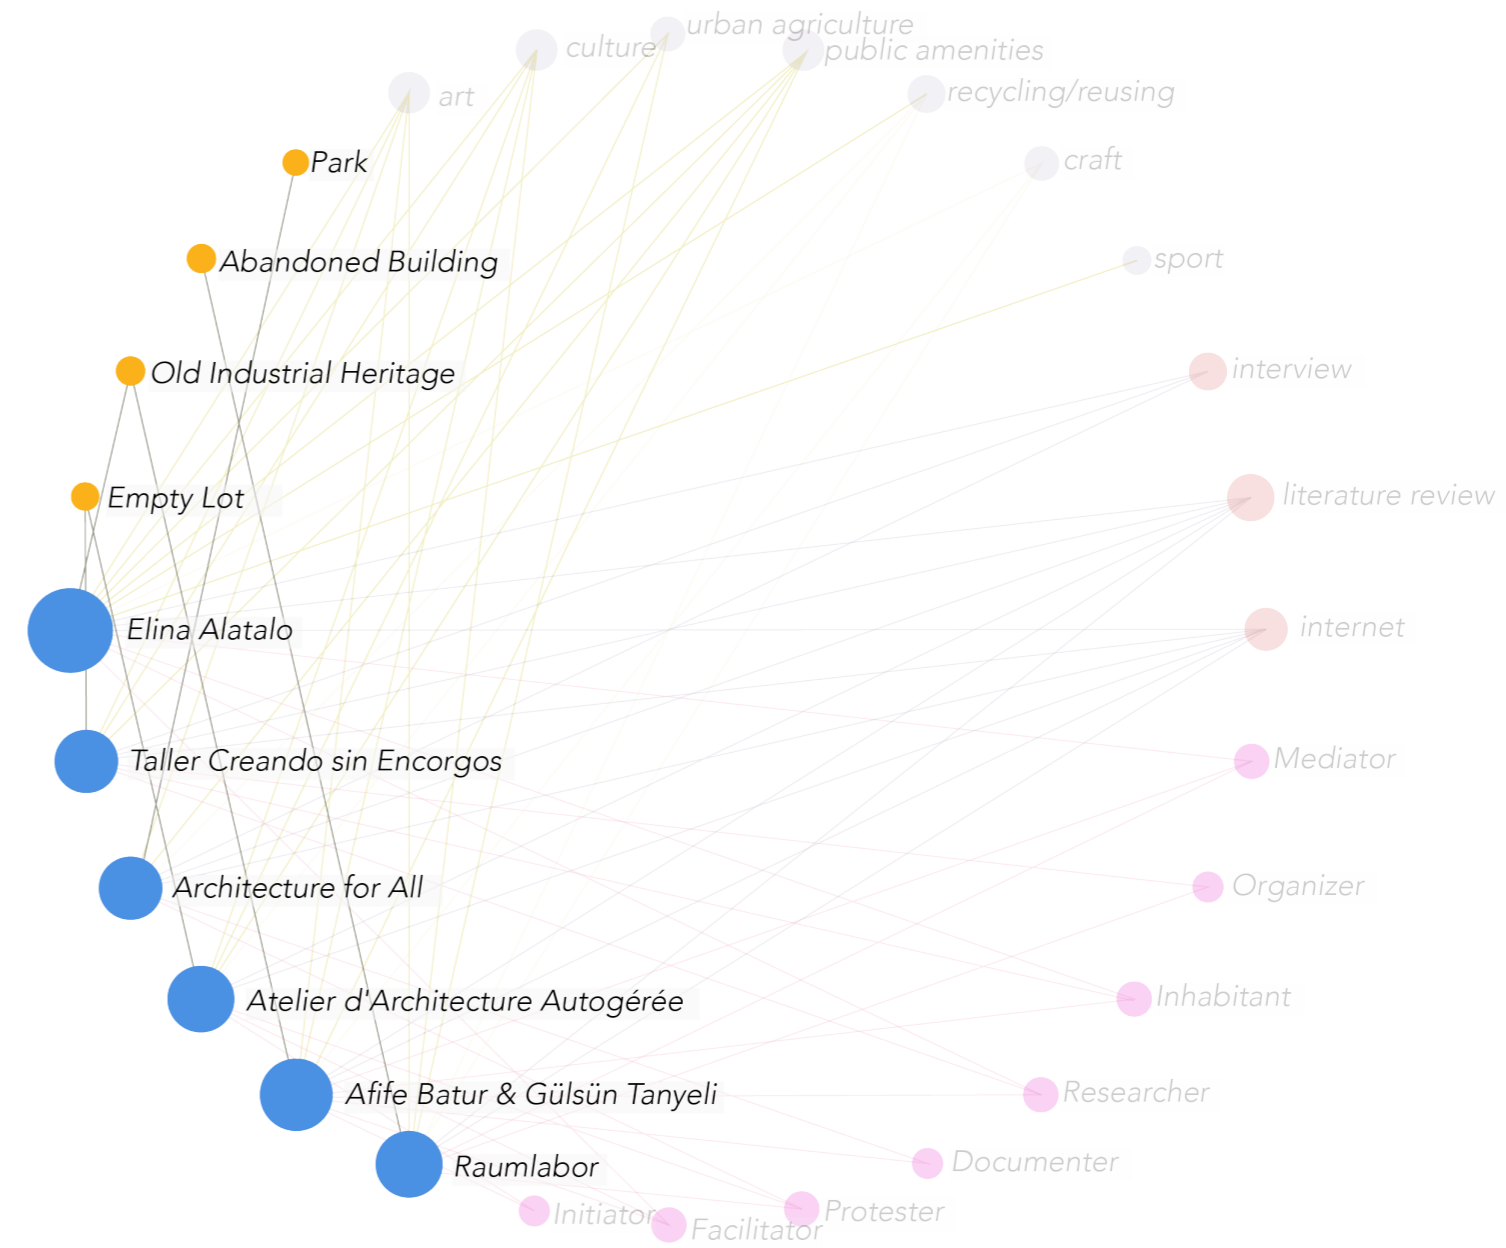 urban agriculture
culture
public amenities
art
recycling/reusing
Park
craft
Abandoned Building
sport
Old Industrial Heritage
interview
Empty Lot
literature review
Elina Alatalo
internet
Taller Creando sin Encorgos
Mediator
Architecture for All
Organizer
Atelier d'Architecture Autogérée
Inhabitant
Afife Batur & Gülsün Tanyeli
Researcher
Raumlabor
Documenter
Initiator
Protester
Facilitator